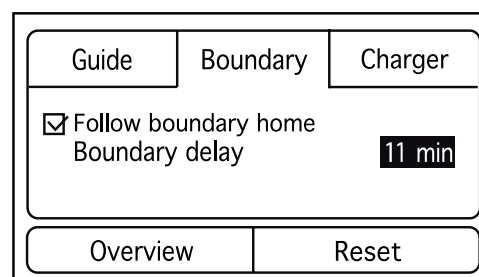 Guide Boundary Charger
Follow boundary home
Boundary delay 11 min
Overview Reset